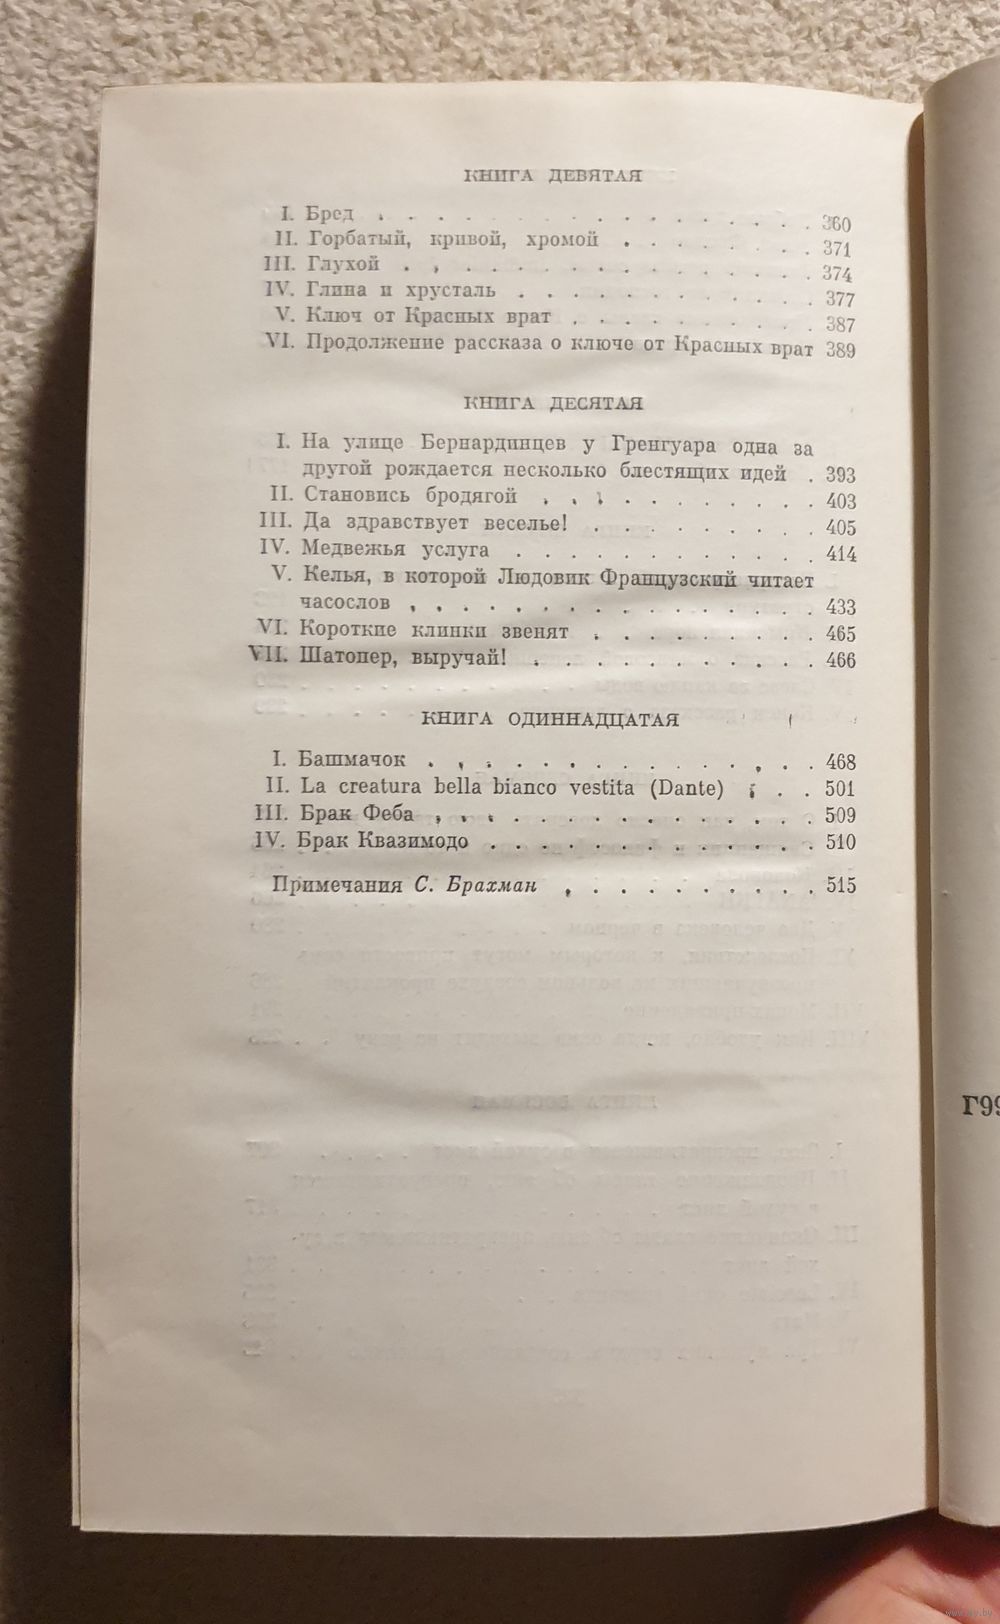 КНИГА ДЕВЯТАЯ
I. Бред . . . . . . . . . . . . . . . . . 360
II. Горбатый, кривой, хромой . . . . . . . . 371
III. Глухой . . . . . . . . . . . . . . . . 374
IV. Глина и хрусталь . . . . . . . . . . . . 377
V. Ключ от Красных врат . . . . . . . . . . 387
VI. Продолжение рассказа о ключе от Красных врат 389
КНИГА ДЕСЯТАЯ
I. На улице Бернардинцев у Гренгуара одна за
другой рождается несколько блестящих идей . 393
II. Становись бродягой . . . . . . . . . . . 403
III. Да здравствует веселье! . . . . . . . . . 405
IV. Медвежья услуга . . . . . . . . . . . . 414
V. Келья, в которой Людовик Французский читает
часослов . . . . . . . . . . . . . . . . 433
VI. Короткие клинки звенят . . . . . . . . . 465
VII. Шатопер, выручай! . . . . . . . . . . . 466
КНИГА ОДИННАДЦАТАЯ
I. Башмачок . . . . . . . . . . . . . . . 468
II. La creatura bella bianco vestita (Dante) . . . 501
III. Брак Феба . . . . . . . . . . . . . . . 509
IV. Брак Квазимодо . . . . . . . . . . . . . 510
Примечания С. Брахман . . . . . . . . . . 515
Г99